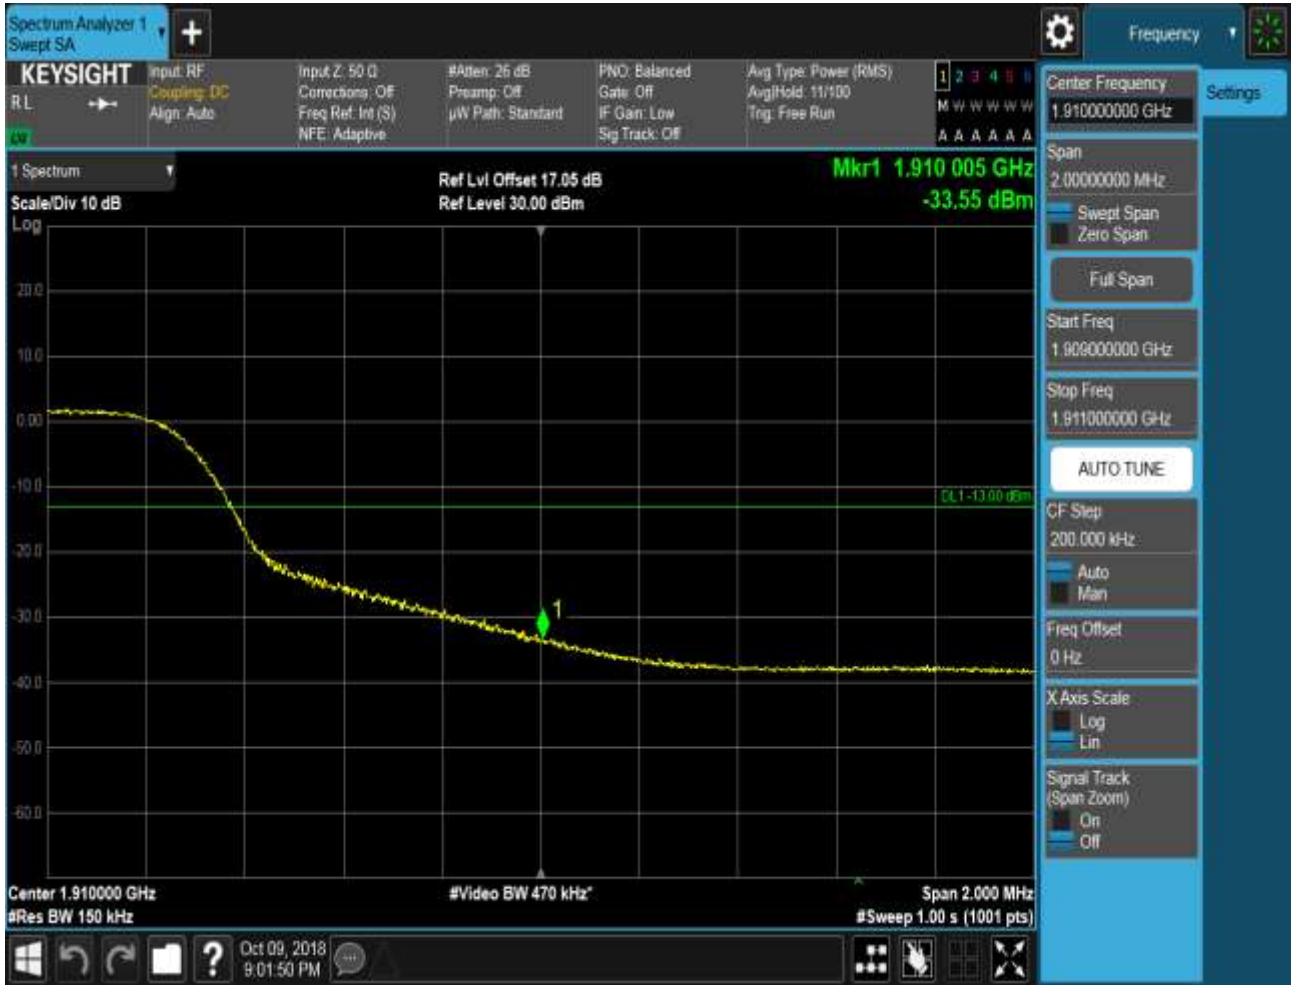 Spectrum Analyzer 1
Swept SA
Frequency
KEYSIGHT
R L
LW
Input: RF
Coupling: DC
Align: Auto
Input Z: 50 Ω
Corrections: Off
Freq Ref: Int (S)
NFE: Adaptive
#Atten: 26 dB
Preamp: Off
µW Path: Standard
PNO: Balanced
Gate: Off
IF Gain: Low
Sig Track: Off
Avg Type: Power (RMS)
Avg|Hold: 11/100
Trig: Free Run
1 2 3 4 5 6
M W W W W W
A A A A A A
1 Spectrum
Scale/Div 10 dB
Log
Ref Lvl Offset 17.05 dB
Ref Level 30.00 dBm
Mkr1 1.910 005 GHz
-33.55 dBm
20.0
10.0
0.00
-10.0
-20.0
-30.0
-40.0
-50.0
-60.0
DL1 -13.00 dBm
1
Center 1.910000 GHz
#Video BW 470 kHz*
Span 2.000 MHz
#Res BW 150 kHz
#Sweep 1.00 s (1001 pts)
?
Oct 09, 2018
9:01:50 PM
Center Frequency
1.910000000 GHz
Settings
Span
2.00000000 MHz
Swept Span
Zero Span
Full Span
Start Freq
1.909000000 GHz
Stop Freq
1.911000000 GHz
AUTO TUNE
CF Step
200.000 kHz
Auto
Man
Freq Offset
0 Hz
X Axis Scale
Log
Lin
Signal Track
(Span Zoom)
On
Off